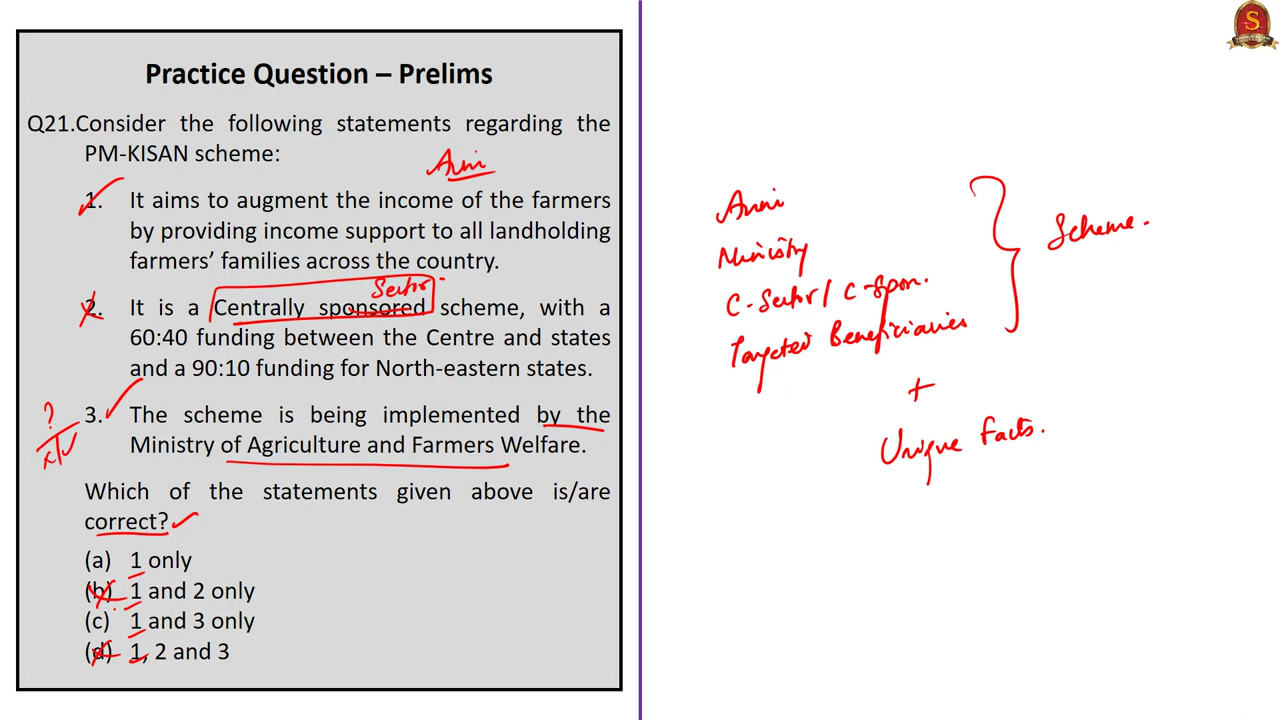 Practice Question – Prelims
Q21.Consider the following statements regarding the
PM-KISAN scheme:
Aim
1. It aims to augment the income of the farmers
by providing income support to all landholding
farmers’ families across the country.
Sector
2. It is a Centrally sponsored scheme, with a
60:40 funding between the Centre and states
and a 90:10 funding for North-eastern states.
? 3. The scheme is being implemented by the
Ministry of Agriculture and Farmers Welfare.
Which of the statements given above is/are
correct?
(a) 1 only
(b) 1 and 2 only
(c) 1 and 3 only
(d) 1, 2 and 3
Aim
Ministry
C-Sector/ C-Spon.
Targeted Beneficiaries
Scheme.
+
Unique Facts.
S